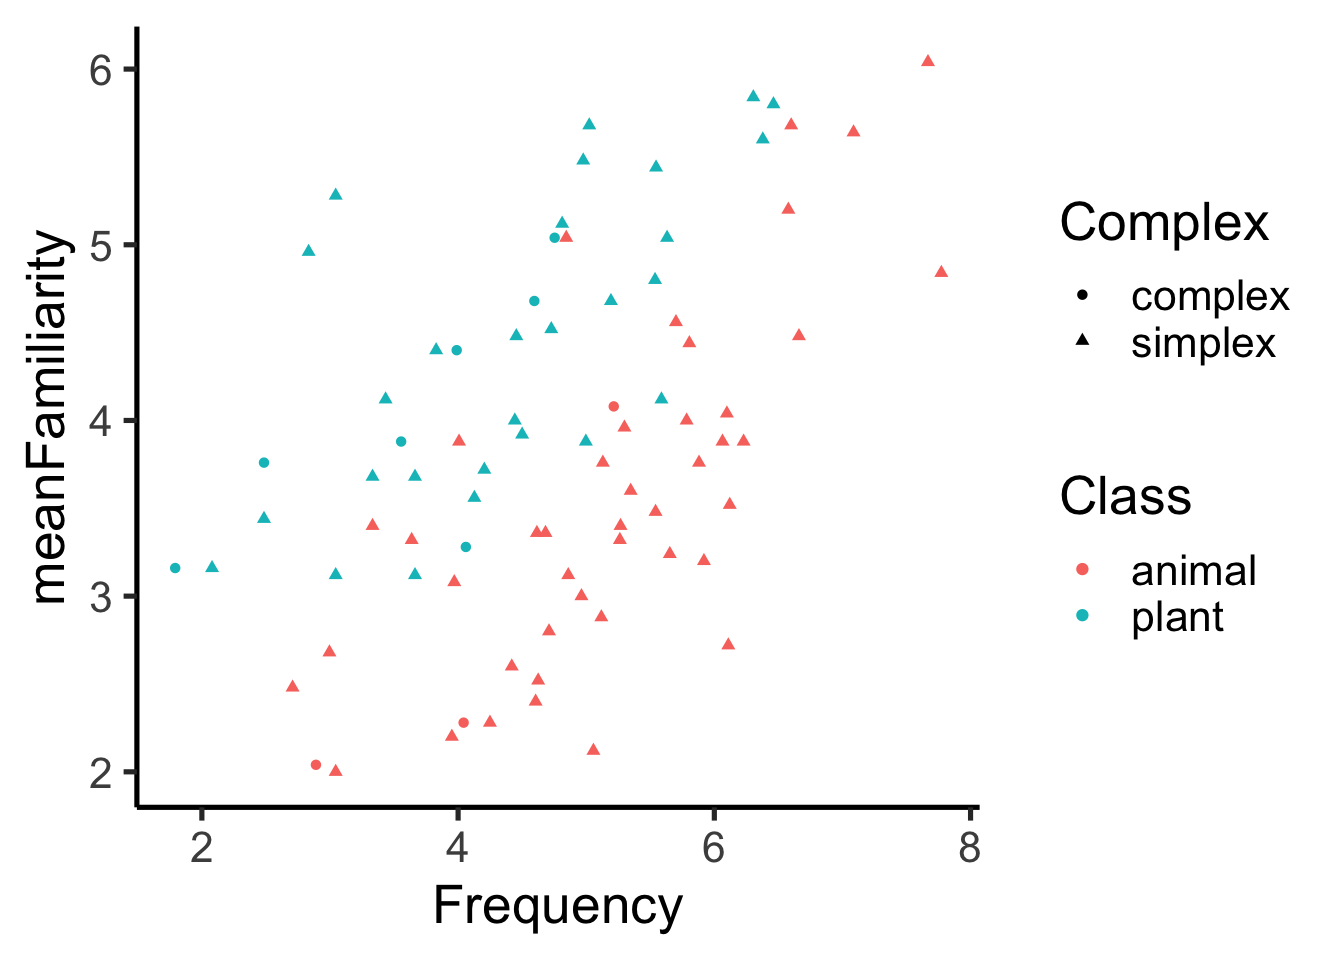 6
5
4
3
2
meanFamiliarity
2 4 6 8
Frequency
Complex
complex
simplex
Class
animal
plant